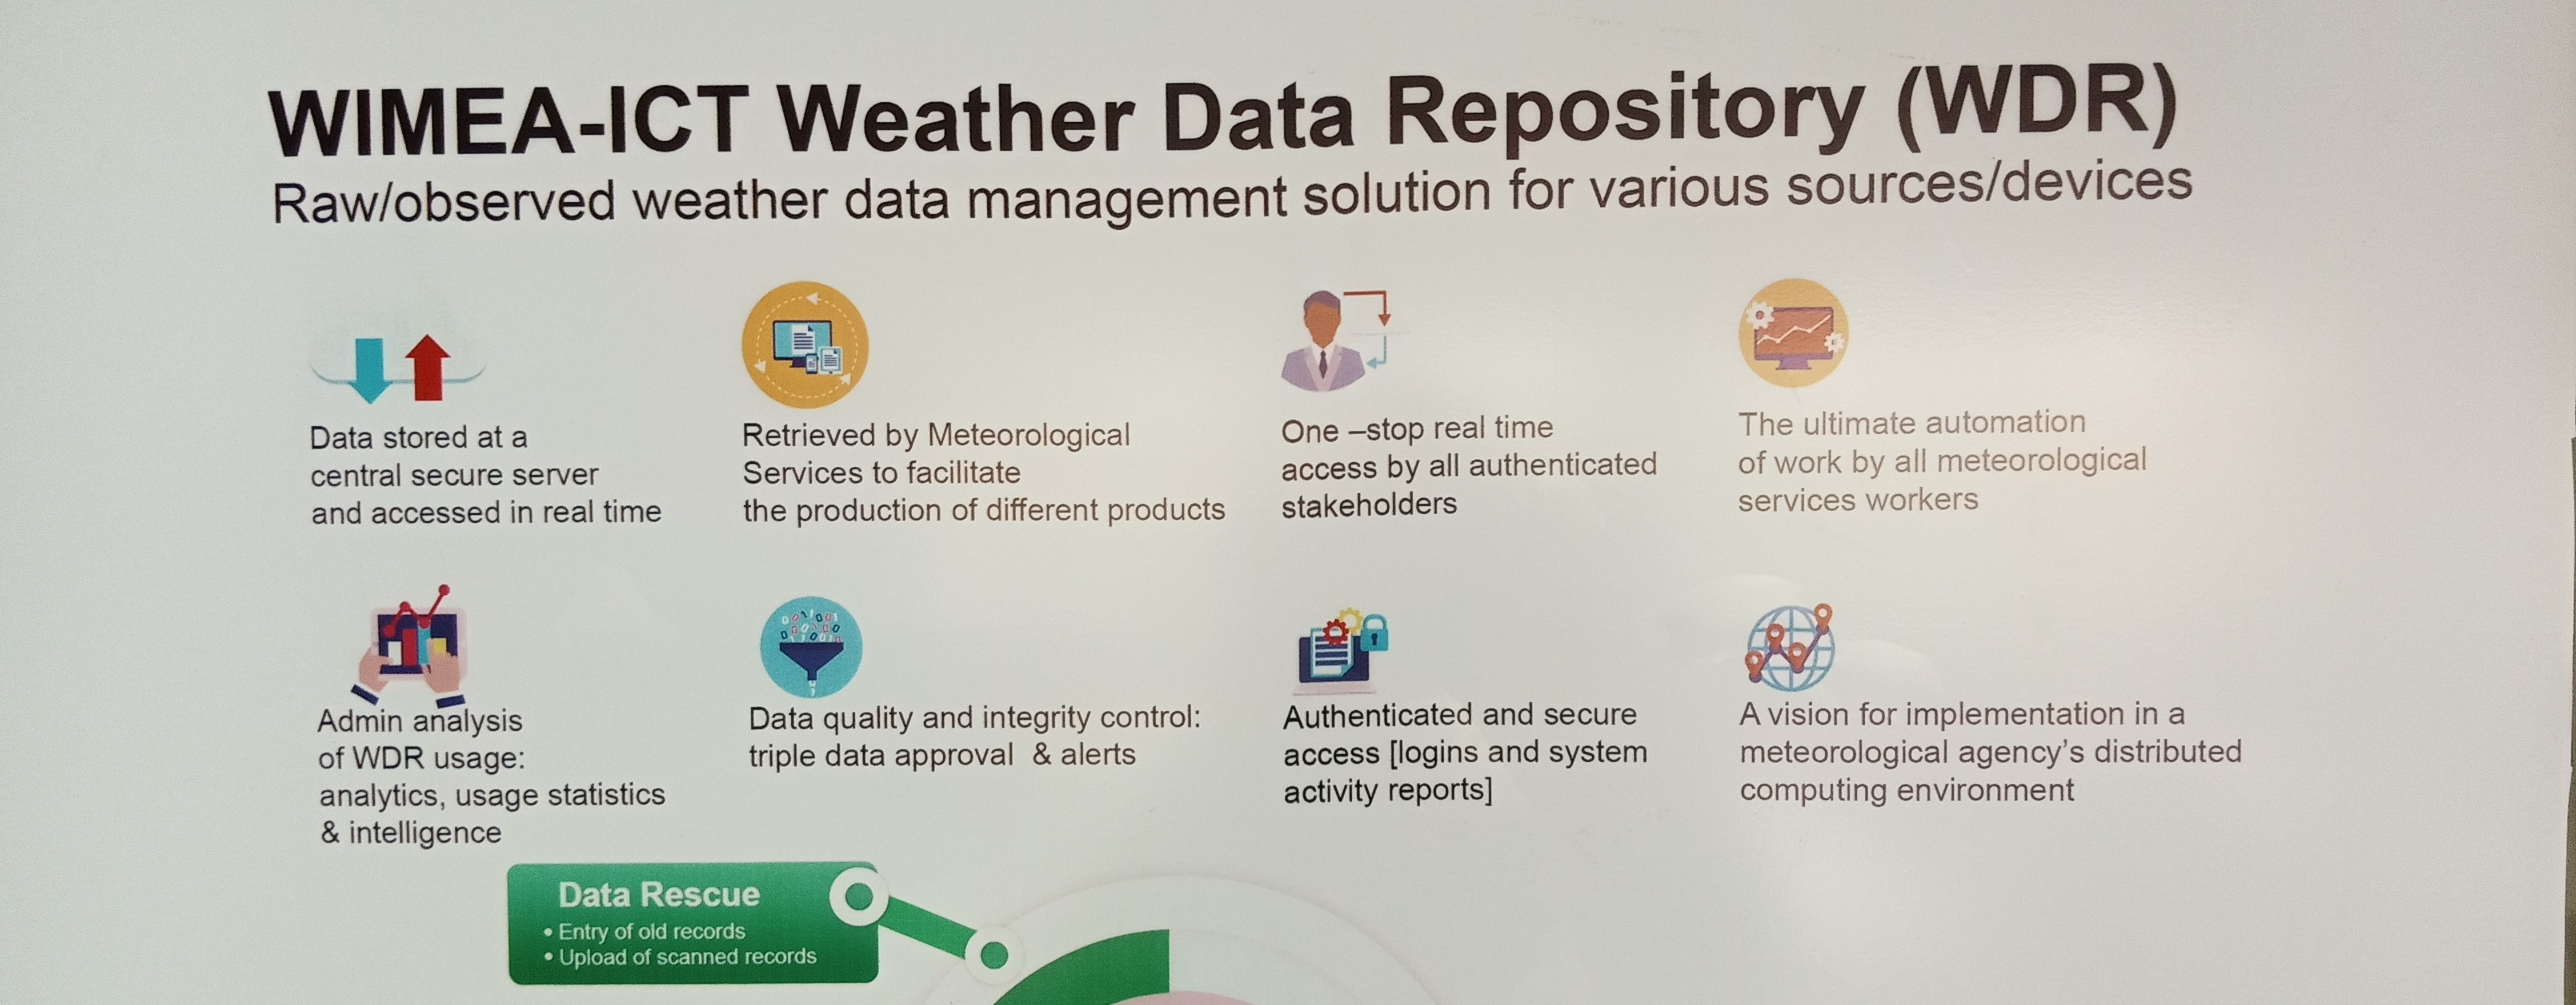 WIMEA-ICT Weather Data Repository (WDR)
Raw/observed weather data management solution for various sources/devices
Data stored at a
central secure server
and accessed in real time
Retrieved by Meteorological
Services to facilitate
the production of different products
One –stop real time
access by all authenticated
stakeholders
The ultimate automation
of work by all meteorological
services workers
Admin analysis
of WDR usage:
analytics, usage statistics
& intelligence
Data quality and integrity control:
triple data approval  & alerts
Authenticated and secure
access [logins and system
activity reports]
A vision for implementation in a
meteorological agency's distributed
computing environment
Data Rescue
• Entry of old records
• Upload of scanned records